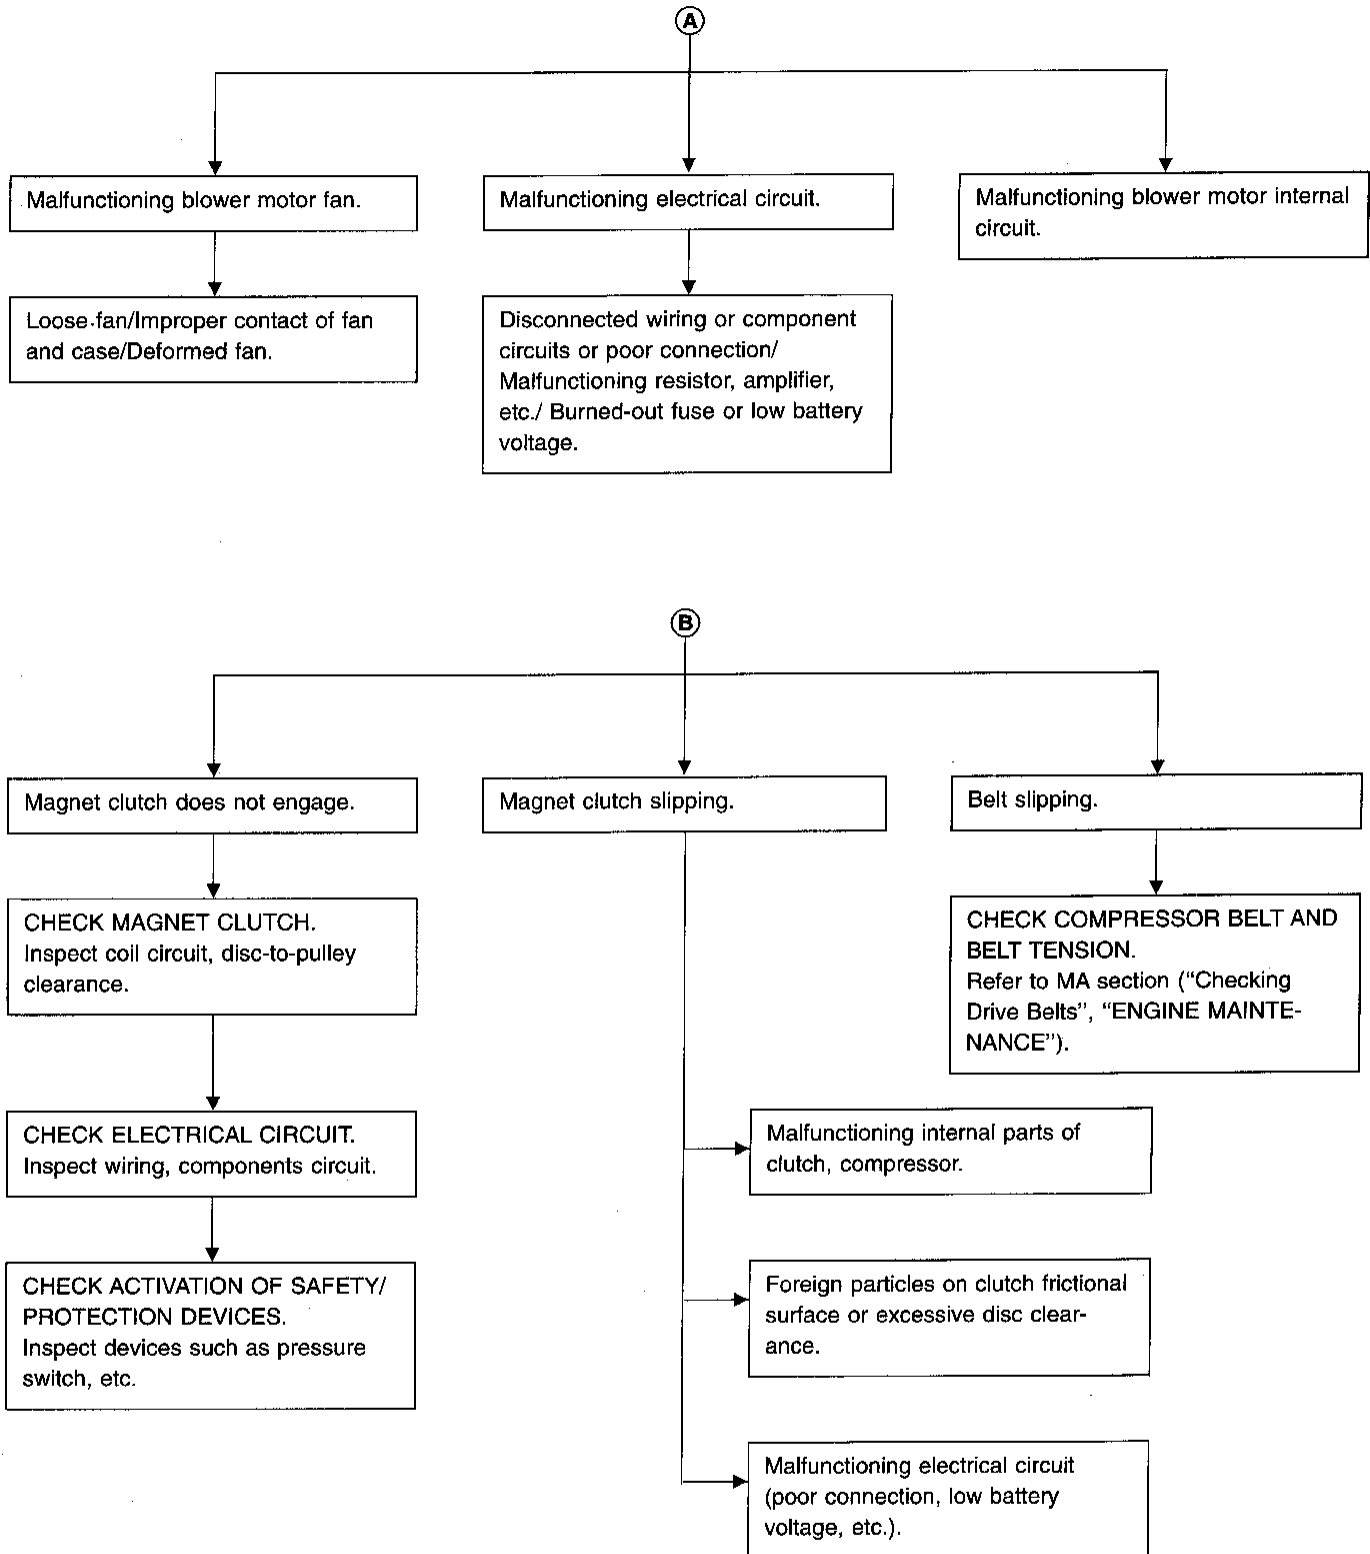 A
Malfunctioning blower motor fan.
Malfunctioning electrical circuit.
Malfunctioning blower motor internal
circuit.
Loose-fan/Improper contact of fan
and case/Deformed fan.
Disconnected wiring or component
circuits or poor connection/
Malfunctioning resistor, amplifier,
etc./ Burned-out fuse or low battery
voltage.
B
Magnet clutch does not engage.
Magnet clutch slipping.
Belt slipping.
CHECK MAGNET CLUTCH.
Inspect coil circuit, disc-to-pulley
clearance.
CHECK COMPRESSOR BELT AND
BELT TENSION.
Refer to MA section (“Checking
Drive Belts”, “ENGINE MAINTE-
NANCE”).
CHECK ELECTRICAL CIRCUIT.
Inspect wiring, components circuit.
Malfunctioning internal parts of
clutch, compressor.
CHECK ACTIVATION OF SAFETY/
PROTECTION DEVICES.
Inspect devices such as pressure
switch, etc.
Foreign particles on clutch frictional
surface or excessive disc clear-
ance.
Malfunctioning electrical circuit
(poor connection, low battery
voltage, etc.).